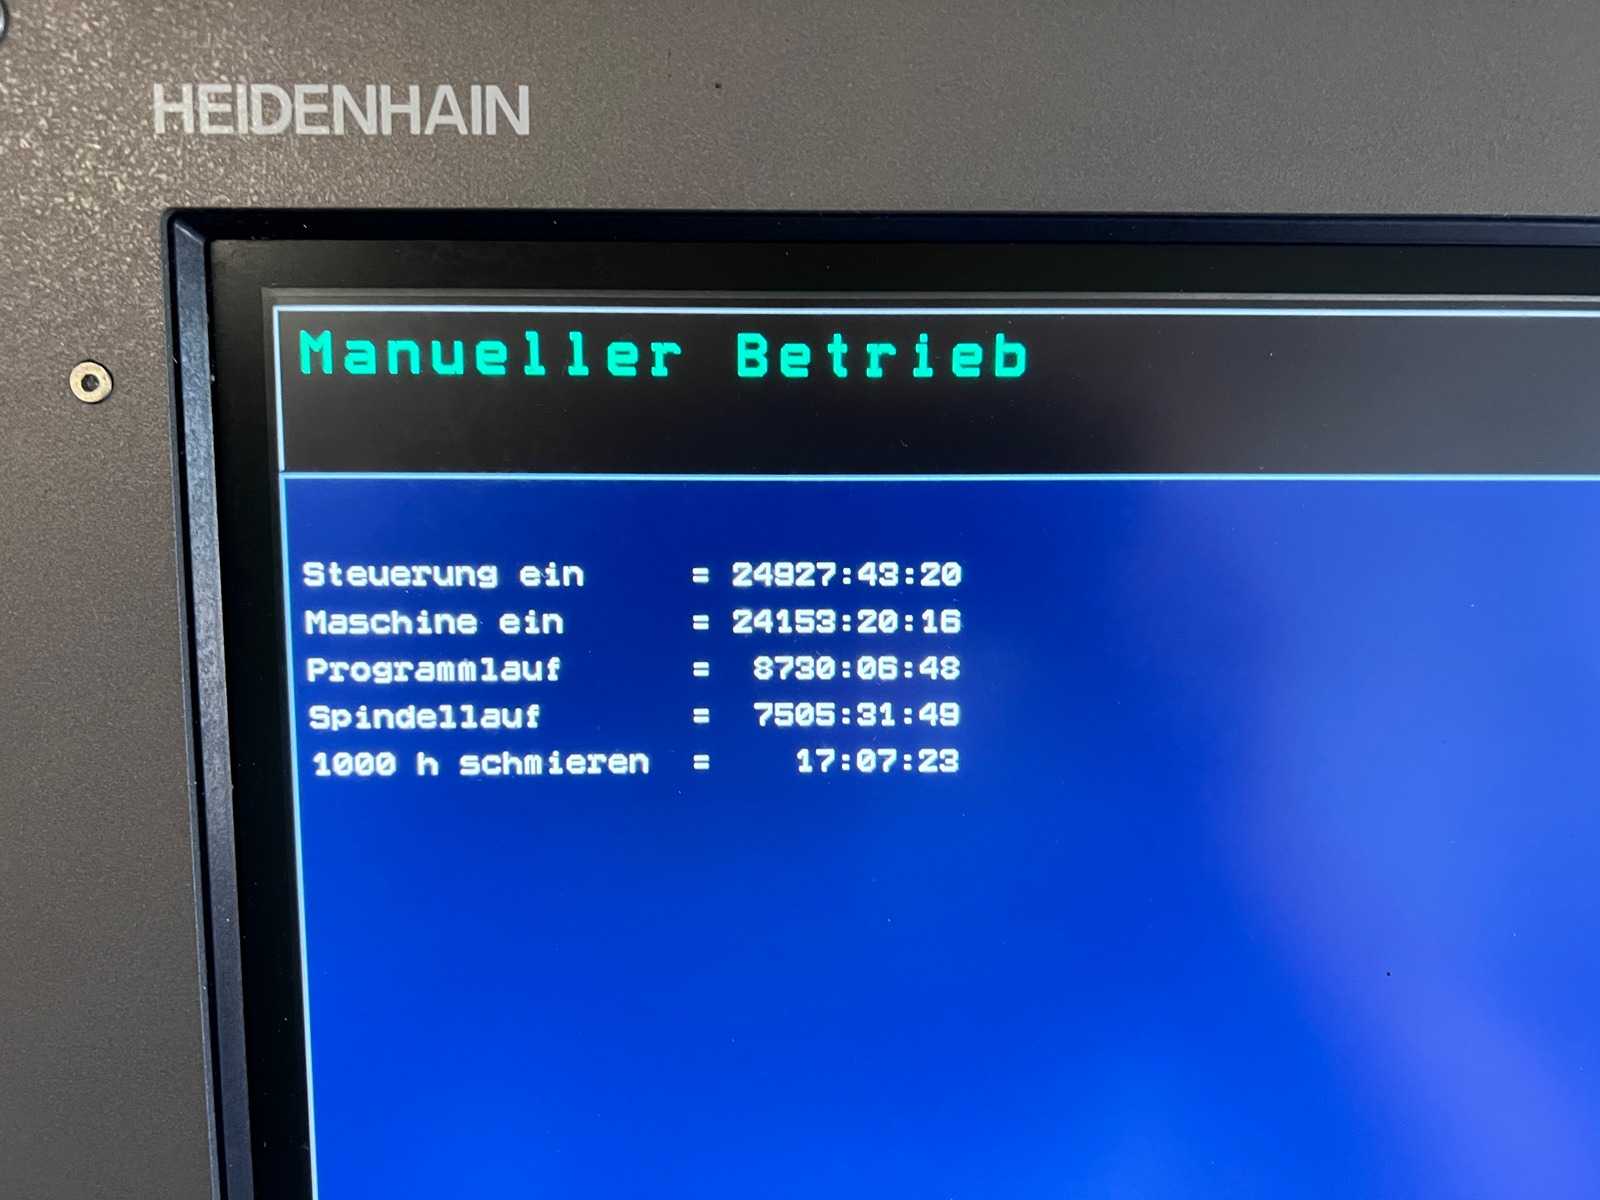 HEIDENHAIN
Manueller Betrieb
Steuerung ein = 24927:43:20
Maschine ein = 24153:20:16
Programmlauf = 8730:06:48
Spindellauf = 7505:31:49
1000 h schmieren = 17:07:23